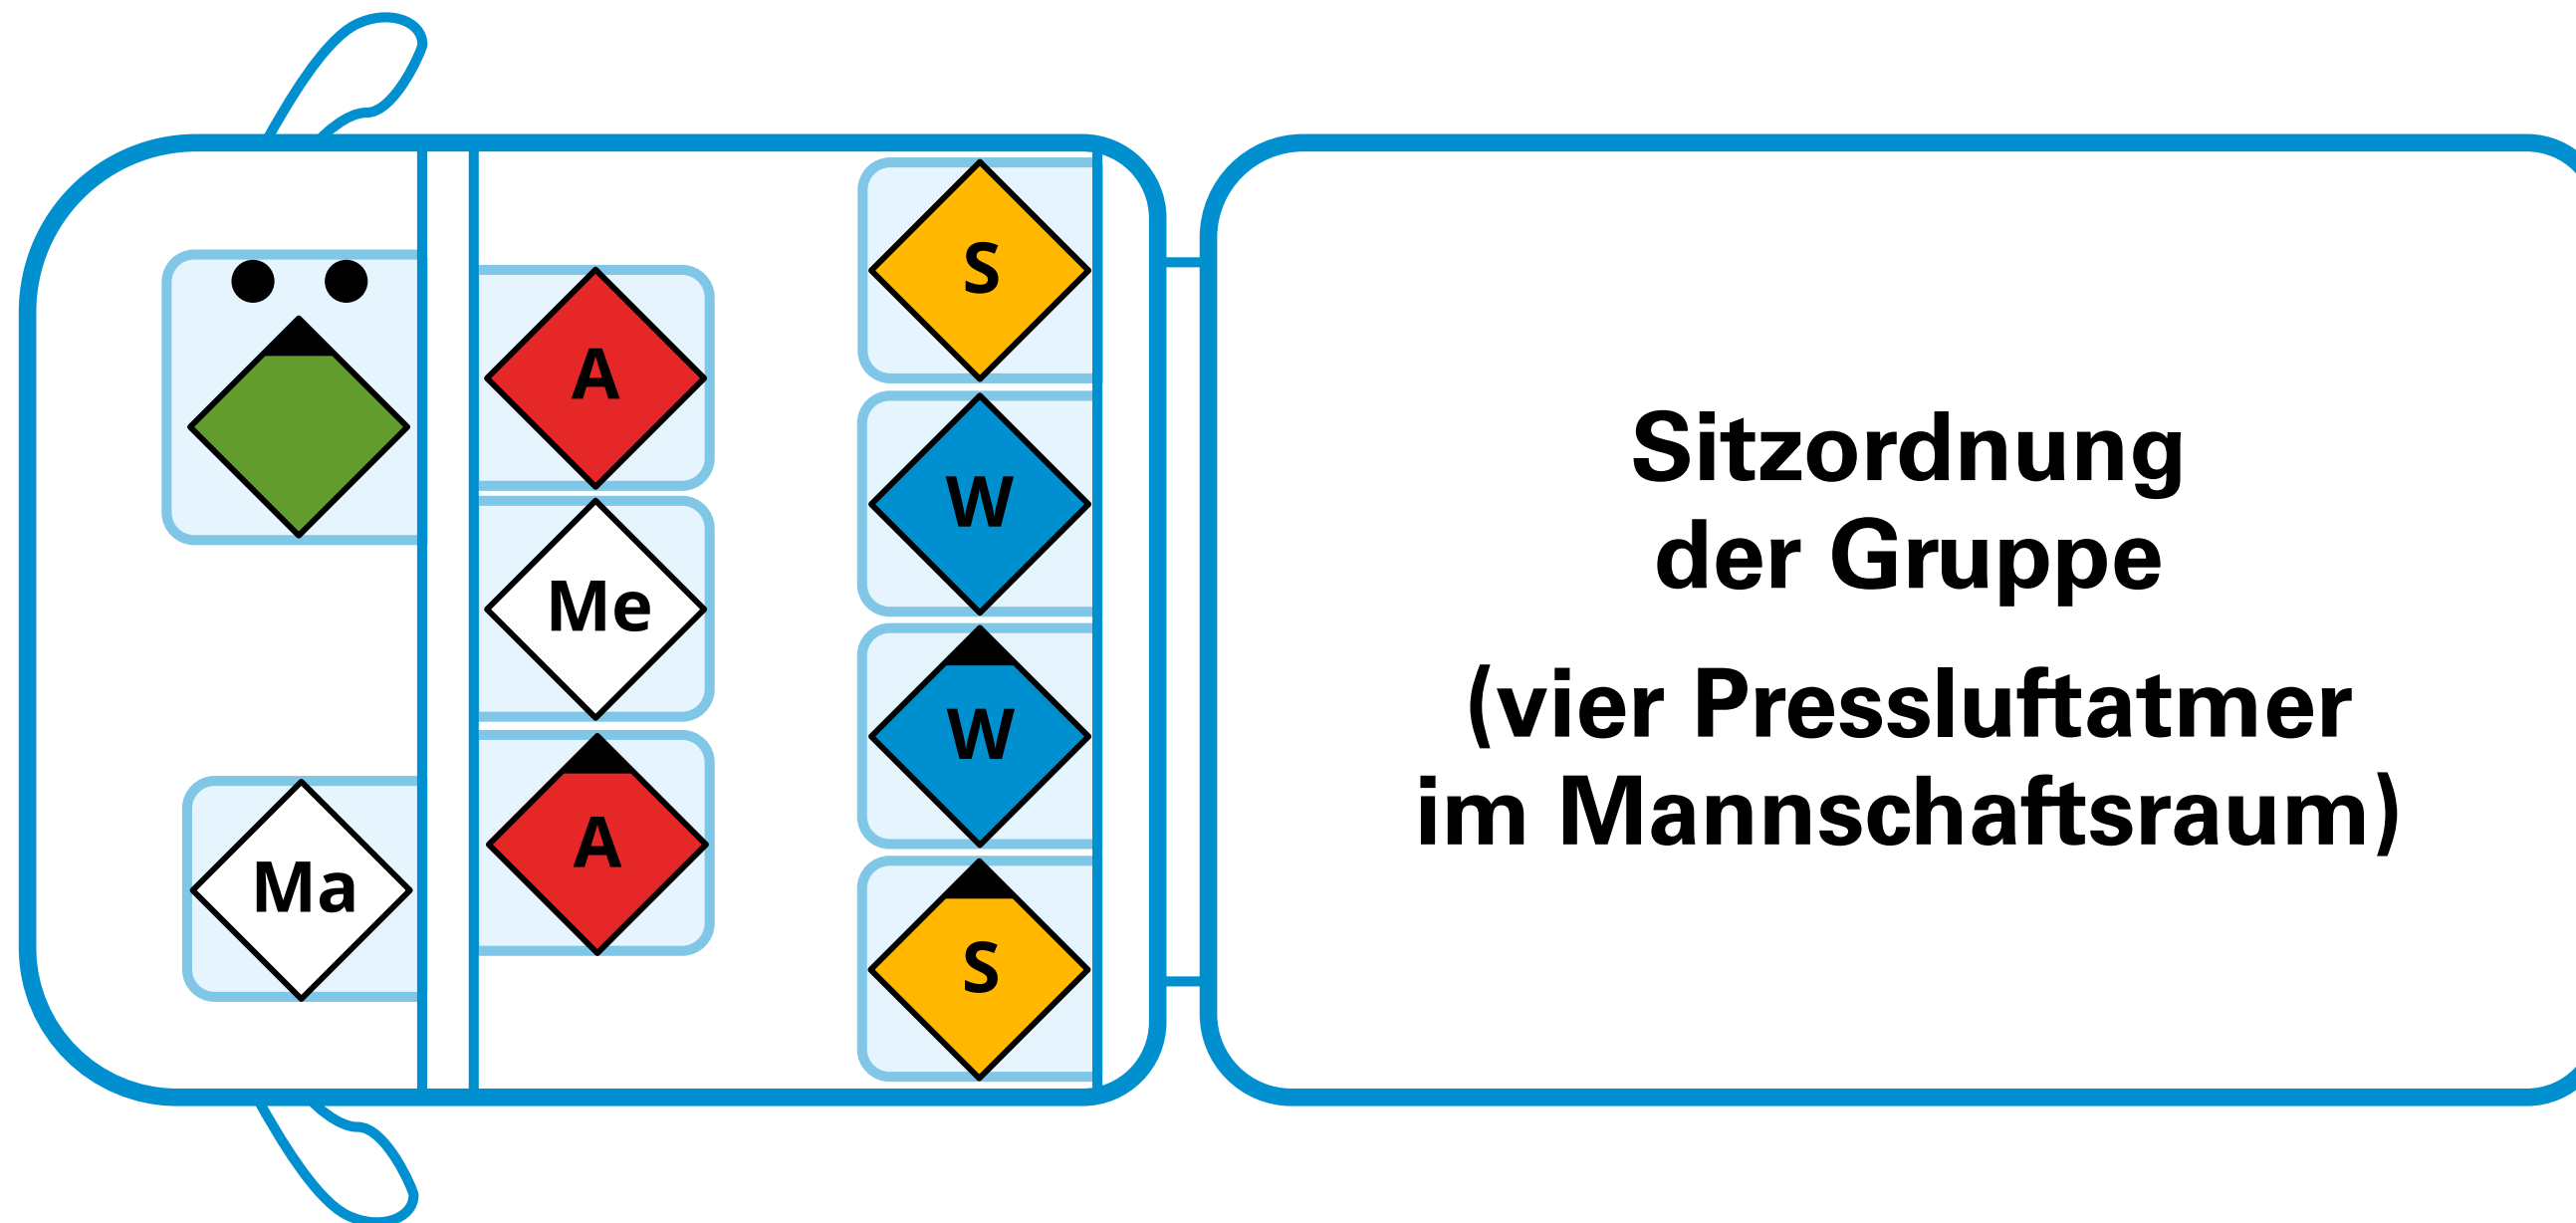 S
A
W
Me
W
A
Ma
S
Sitzordnung
der Gruppe
(vier Pressluftatmer
im Mannschaftsraum)